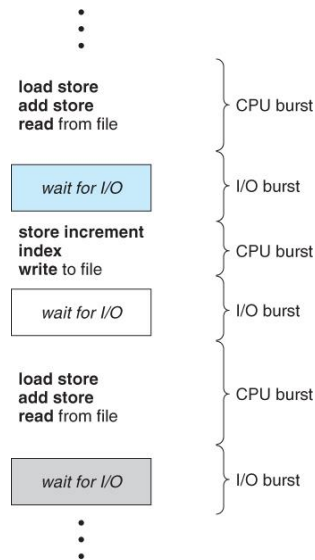 load store
add store
read from file
CPU burst
wait for I/O
I/O burst
store increment
index
write to file
CPU burst
wait for I/O
I/O burst
load store
add store
read from file
CPU burst
wait for I/O
I/O burst